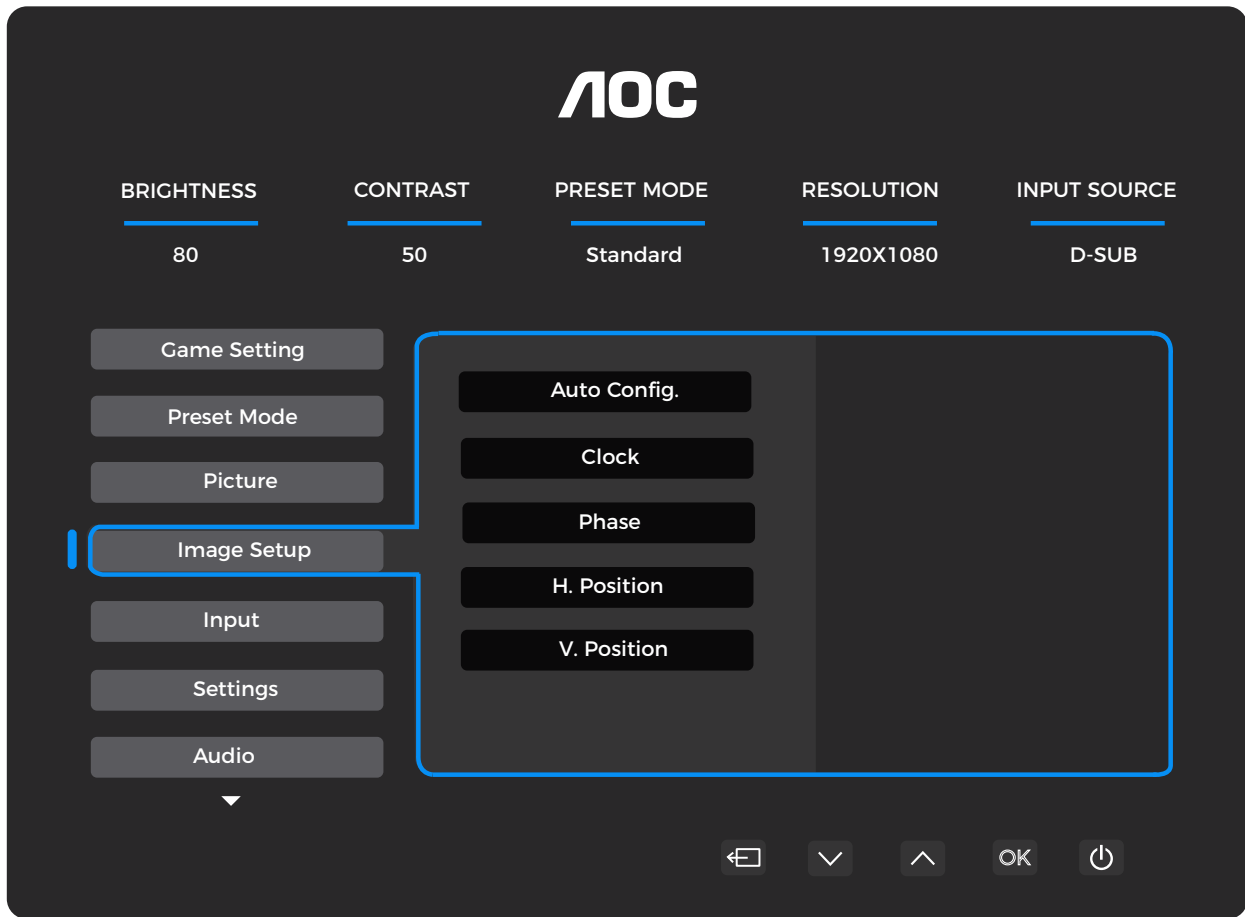 AOC
BRIGHTNESS CONTRAST PRESET MODE RESOLUTION INPUT SOURCE
80 50 Standard 1920X1080 D-SUB
Game Setting
Preset Mode
Picture
Image Setup
Input
Settings
Audio
Auto Config.
Clock
Phase
H. Position
V. Position
OK